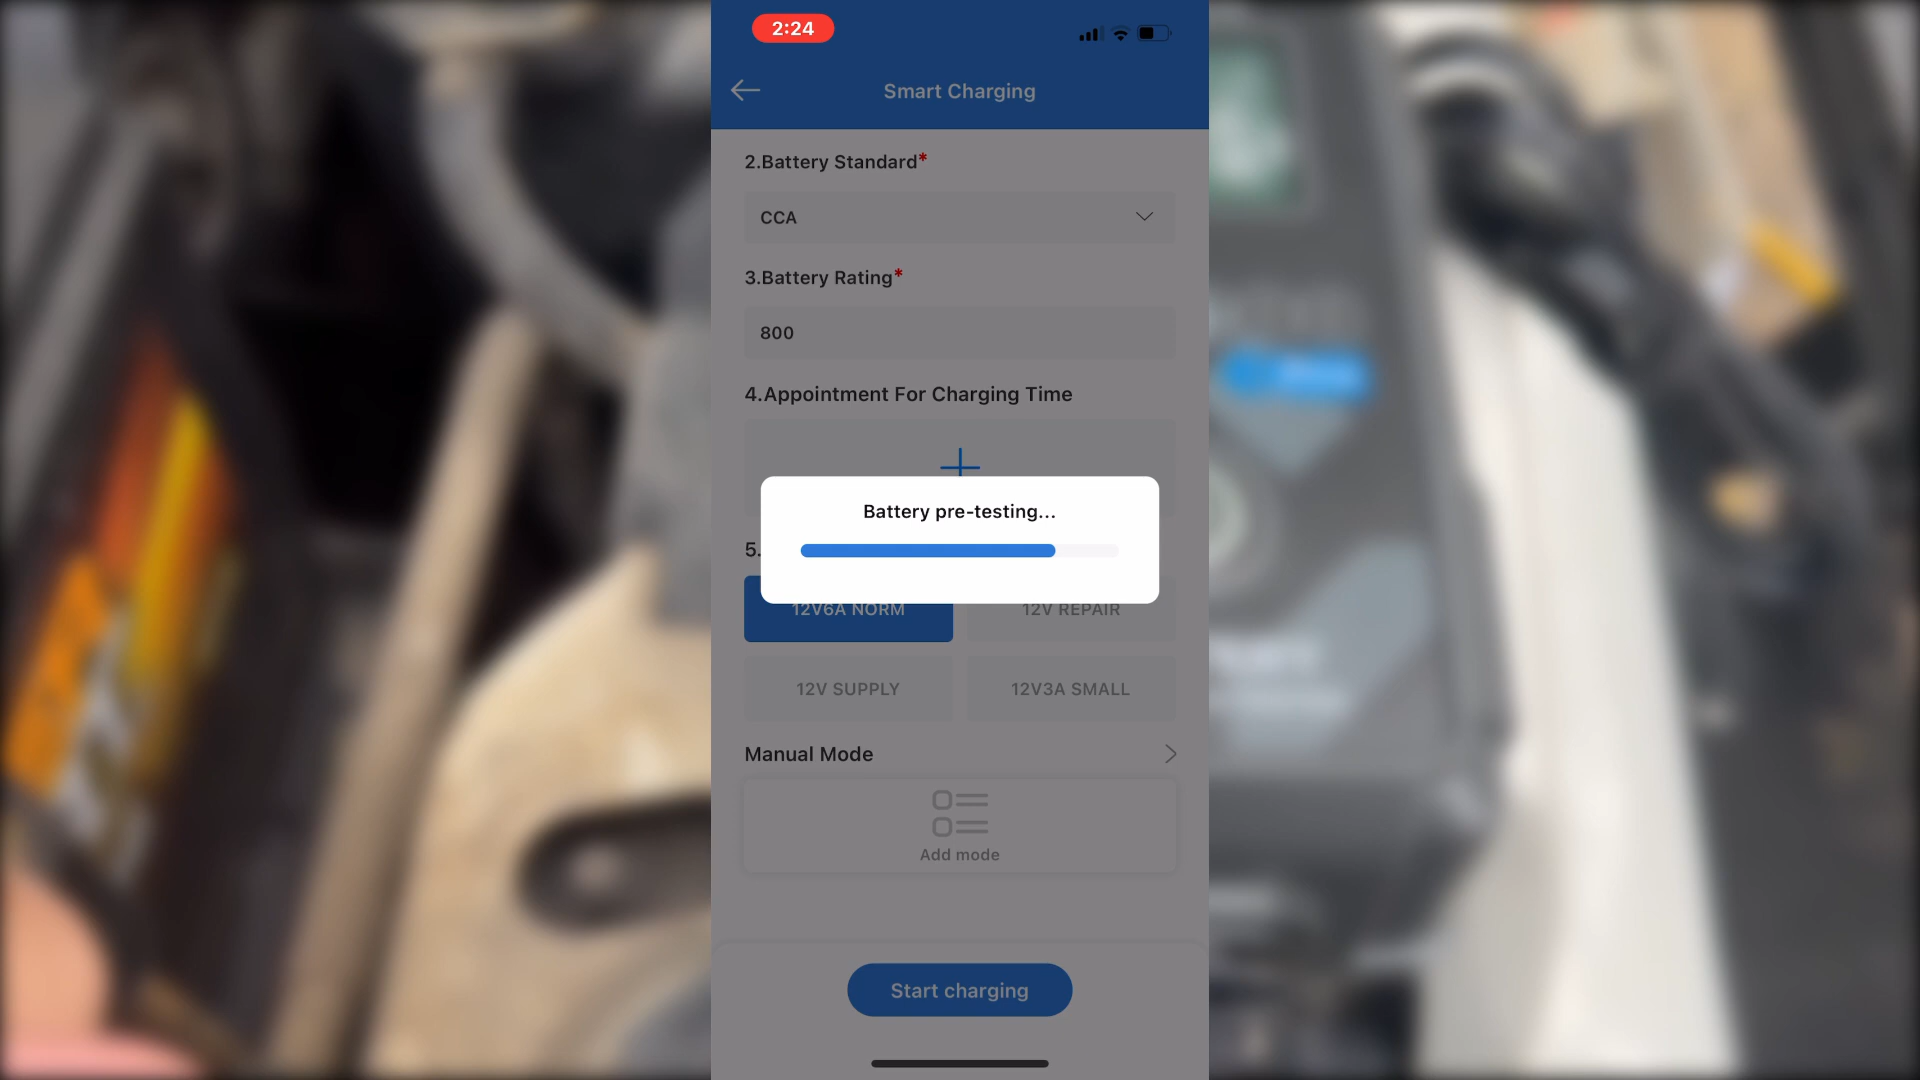 2:24
Smart Charging
2.Battery Standard*
CCA
3.Battery Rating*
800
4.Appointment For Charging Time
Battery pre-testing...
5.
12V6A NORM
12V REPAIR
12V SUPPLY
12V3A SMALL
Manual Mode
Add mode
Start charging